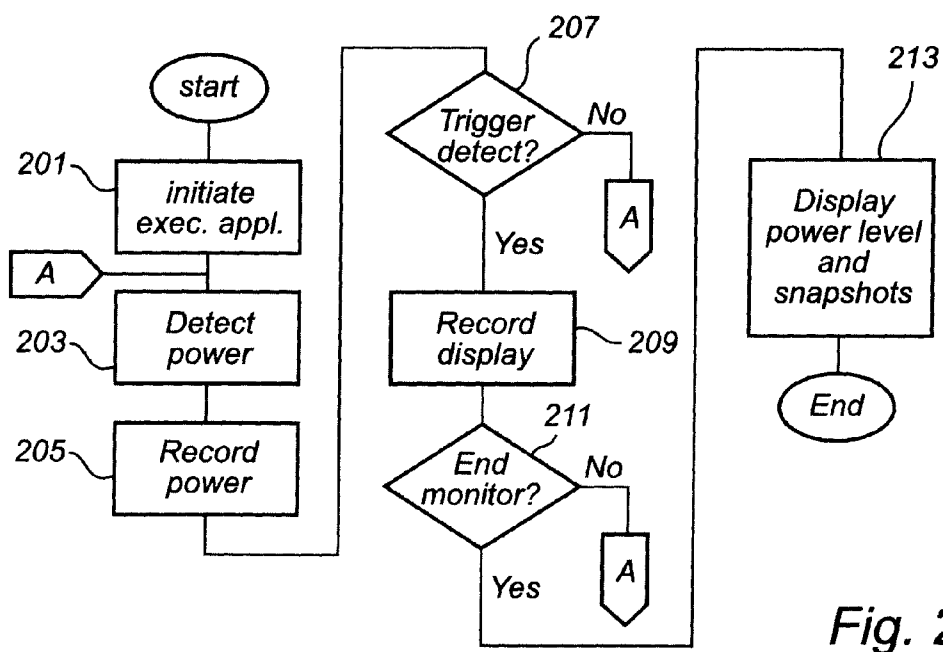 start
201
initiate
exec. appl.
A
203
Detect
power
205
Record
power
207
Trigger
detect?
No
A
Yes
Record
display
209
211
End
monitor?
No
A
Yes
213
Display
power level
and
snapshots
End
Fig. 2